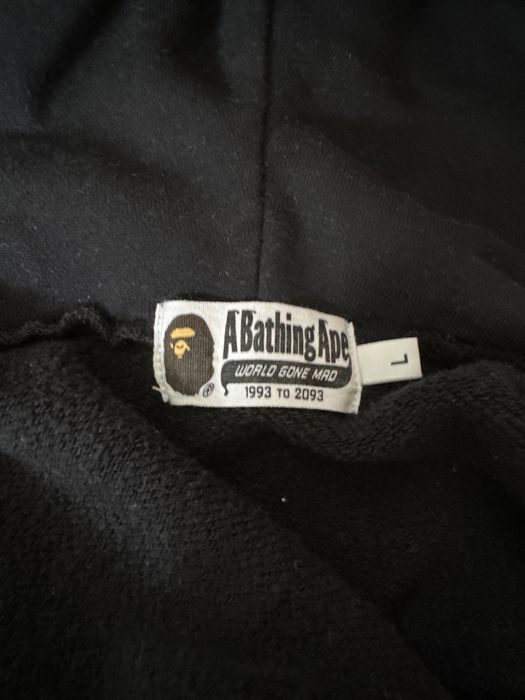 A Bathing Ape
WORLD GONE MAD
1993 TO 2093
L